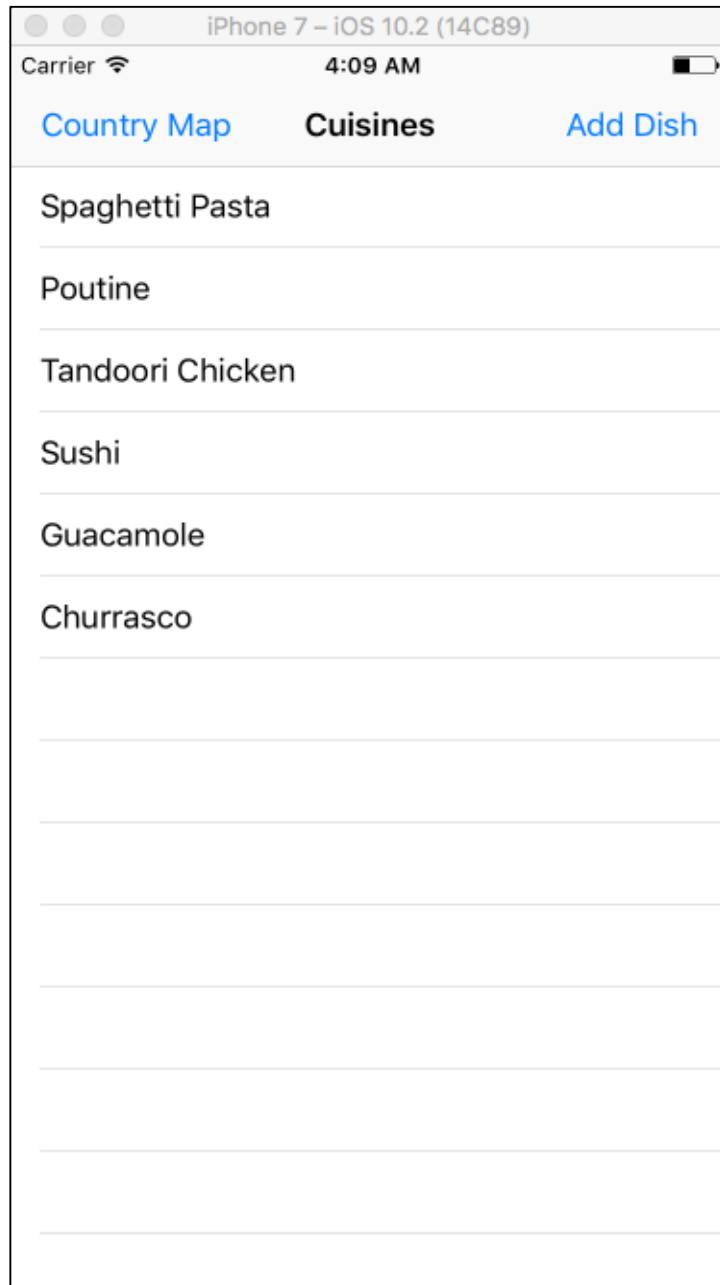 iPhone 7 – iOS 10.2 (14C89)
Carrier 4:09 AM
Country Map Cuisines Add Dish
Spaghetti Pasta
Poutine
Tandoori Chicken
Sushi
Guacamole
Churrasco